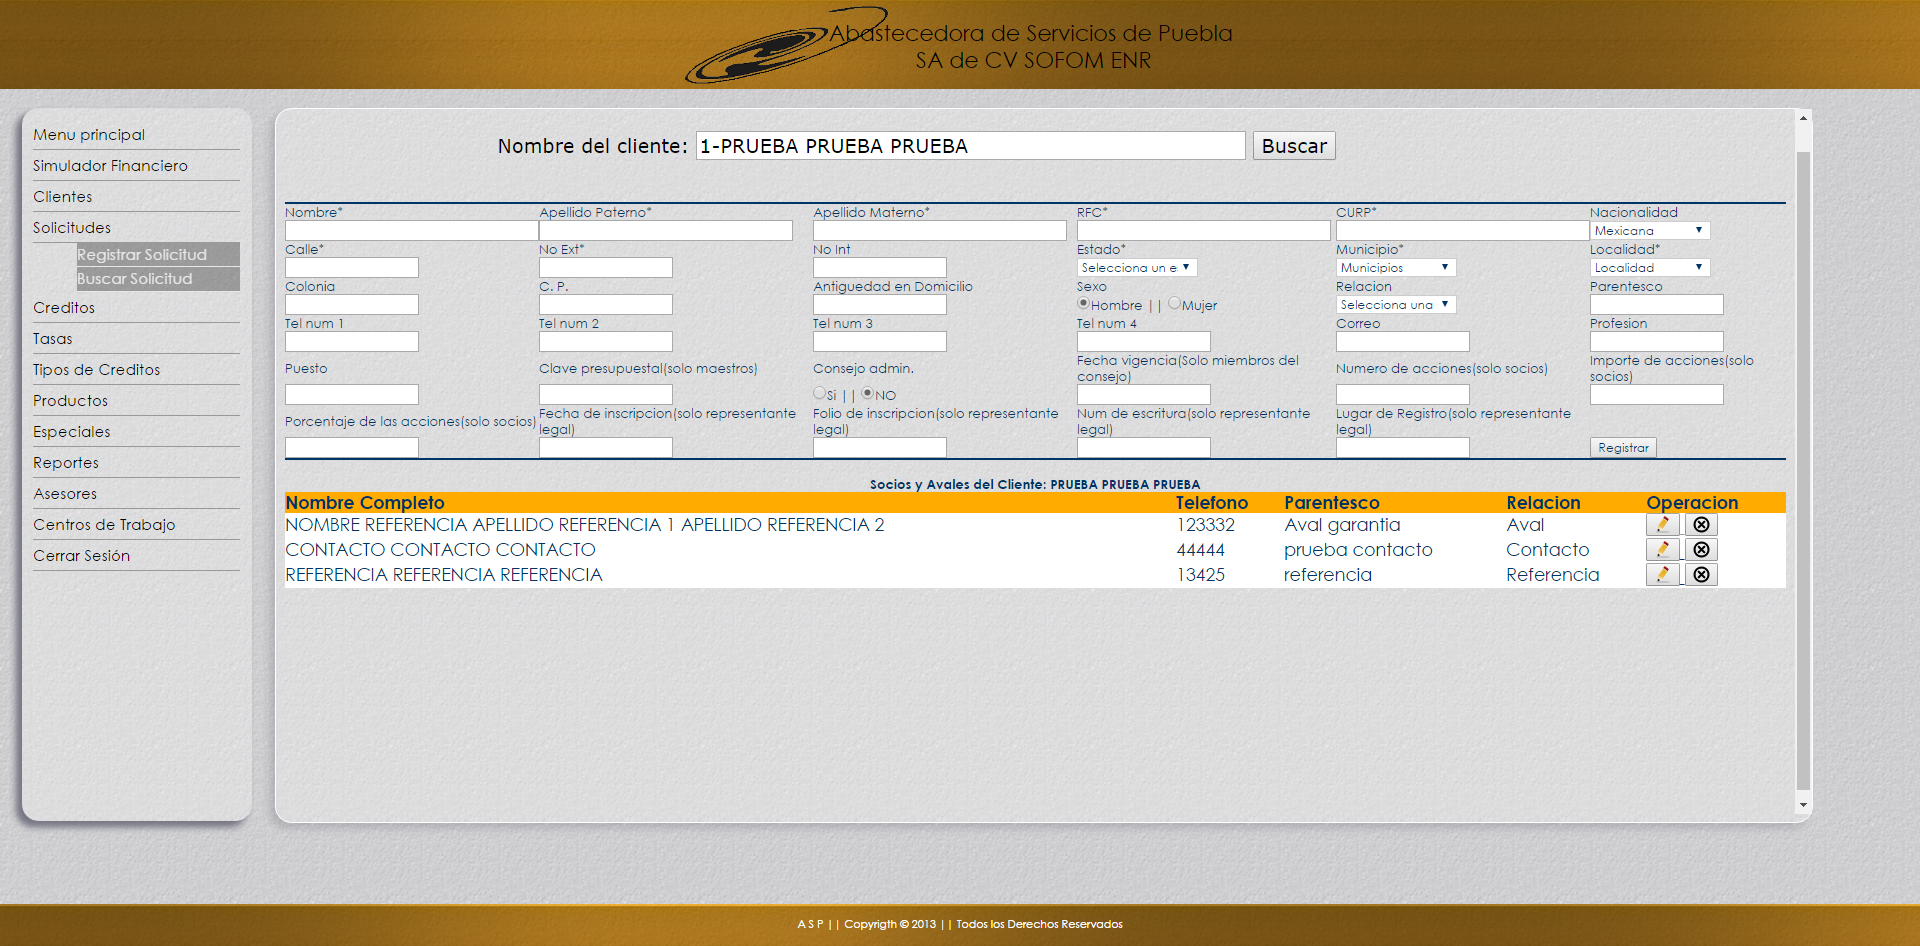 Abastecedora de Servicios de Puebla
SA de CV SOFOM ENR
Menu principal
Simulador Financiero
Clientes
Solicitudes
Registrar Solicitud
Buscar Solicitud
Creditos
Tasas
Tipos de Creditos
Productos
Especiales
Reportes
Asesores
Centros de Trabajo
Cerrar Sesión
Nombre del cliente: 1-PRUEBA PRUEBA PRUEBA Buscar
Nombre* Apellido Paterno* Apellido Materno* RFC* CURP* Nacionalidad
Mexicana
Calle* No Ext* No Int Estado* Municipio* Localidad*
Selecciona un e Municipios Localidad
Colonia C. P. Antiguedad en Domicilio Sexo Relacion Parentesco
Hombre || Mujer Selecciona una
Tel num 1 Tel num 2 Tel num 3 Tel num 4 Correo Profesion
Puesto Clave presupuestal(solo maestros) Consejo admin. Fecha vigencia(Solo miembros del consejo) Numero de acciones(solo socios) Importe de acciones(solo socios)
Si || NO
Porcentaje de las acciones(solo socios) Fecha de inscripcion(solo representante legal) Folio de inscripcion(solo representante legal) Num de escritura(solo representante legal) Lugar de Registro(solo representante legal)
Registrar
Socios y Avales del Cliente: PRUEBA PRUEBA PRUEBA
Nombre Completo Telefono Parentesco Relacion Operacion
NOMBRE REFERENCIA APELLIDO REFERENCIA 1 APELLIDO REFERENCIA 2 123332 Aval garantia Aval
CONTACTO CONTACTO CONTACTO 44444 prueba contacto Contacto
REFERENCIA REFERENCIA REFERENCIA 13425 referencia Referencia
A S P || Copyrigth © 2013 || Todos los Derechos Reservados